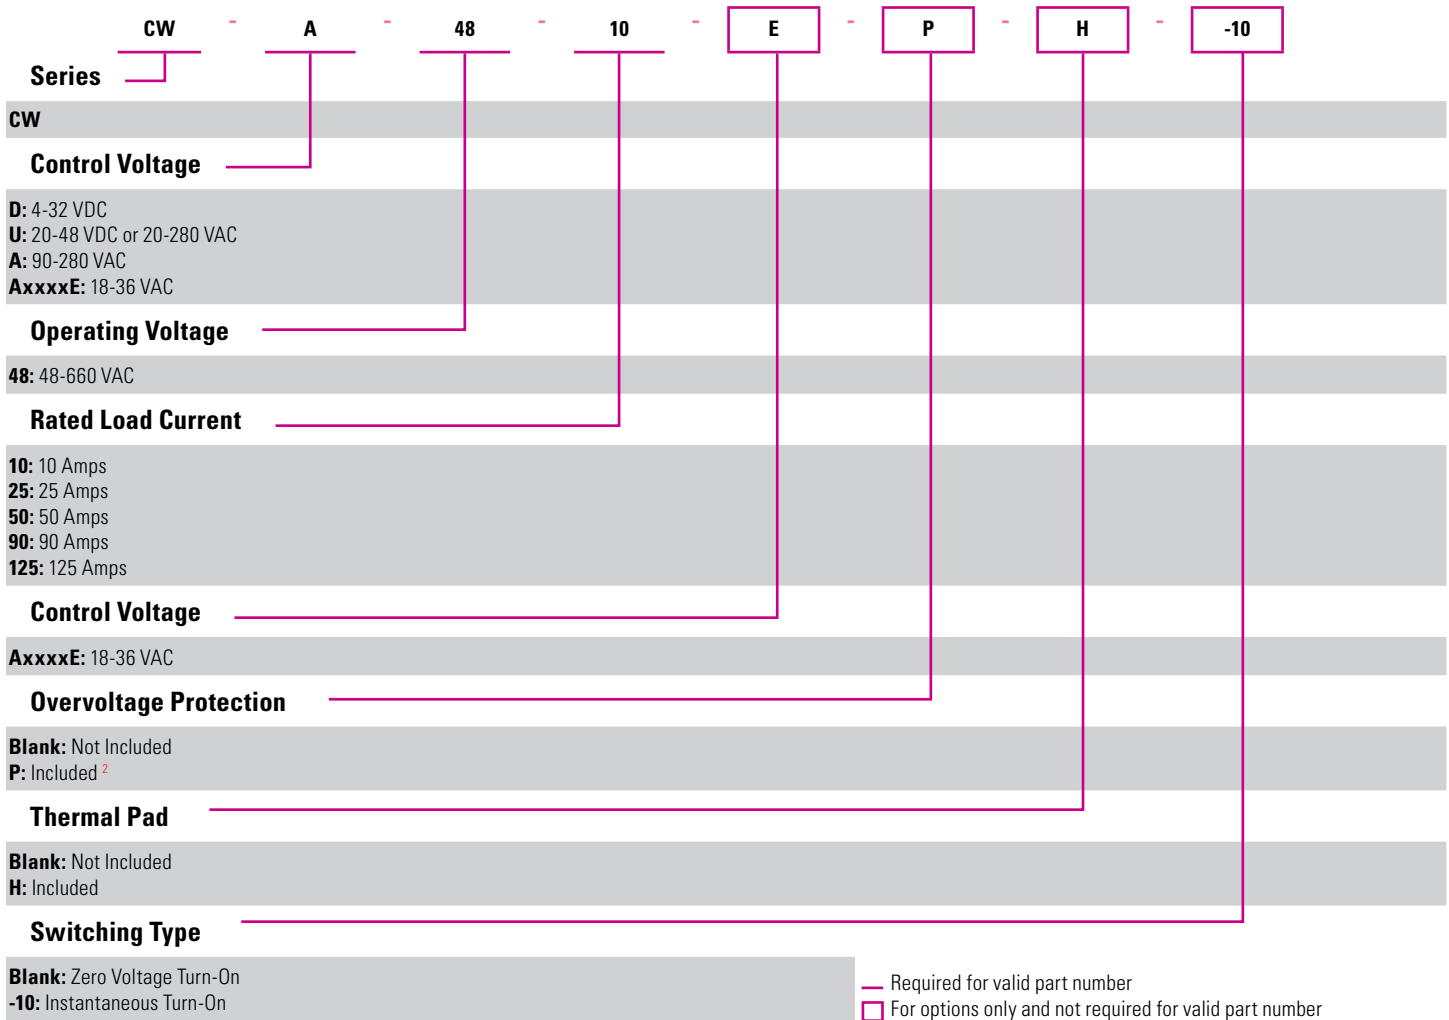 CW - A - 48 - 10 - E - P - H - -10
Series
CW
Control Voltage
D: 4-32 VDC
U: 20-48 VDC or 20-280 VAC
A: 90-280 VAC
AxxxxE: 18-36 VAC
Operating Voltage
48: 48-660 VAC
Rated Load Current
10: 10 Amps
25: 25 Amps
50: 50 Amps
90: 90 Amps
125: 125 Amps
Control Voltage
AxxxxE: 18-36 VAC
Overvoltage Protection
Blank: Not Included
P: Included 2
Thermal Pad
Blank: Not Included
H: Included
Switching Type
Blank: Zero Voltage Turn-On
-10: Instantaneous Turn-On
Required for valid part number
For options only and not required for valid part number